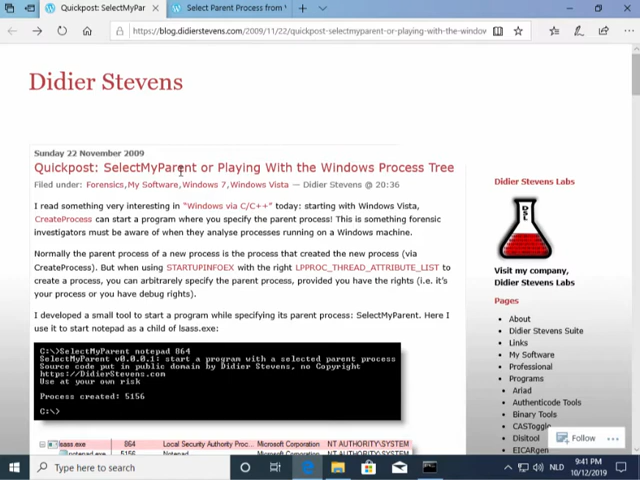 Quickpost: SelectMyPar
Select Parent Process from
https://blog.didierstevens.com/2009/11/22/quickpost-selectmyparent-or-playing-with-the-window
Didier Stevens
Sunday 22 November 2009
Quickpost: SelectMyParent or Playing With the Windows Process Tree
Filed under: Forensics,My Software,Windows 7,Windows Vista — Didier Stevens @ 20:36
I read something very interesting in "Windows via C/C++" today: starting with Windows Vista,
CreateProcess can start a program where you specify the parent process! This is something forensic
investigators must be aware of when they analyse processes running on a Windows machine.
Normally the parent process of a new process is the process that created the new process (via
CreateProcess). But when using STARTUPINFOEX with the right LPPROC_THREAD_ATTRIBUTE_LIST to
create a process, you can arbitrarely specify the parent process, provided you have the rights (i.e. it's
your process or you have debug rights).
I developed a small tool to start a program while specifying its parent process: SelectMyParent. Here I
use it to start notepad as a child of lsass.exe:
C:\>SelectMyParent notepad 864
SelectMyParent v0.0.0.1: start a program with a selected parent process
Source code put in public domain by Didier Stevens, no Copyright
https://DidierStevens.com
Use at your own risk
Process created: 5156
C:\>
lsass.exe 864 Local Security Authority Proc... Microsoft Corporation NT AUTHORITY\SYSTEM
notepad.exe 5156 Notepad Microsoft Corporation NT AUTHORITY\SYSTEM
Didier Stevens Labs
DSL
Visit my company,
Didier Stevens Labs
Pages
About
Didier Stevens Suite
Links
My Software
Professional
Programs
Ariad
Authenticode Tools
Binary Tools
CASToggle
Disitool
EICARgen
Follow
Type here to search
NLD
9:41 PM
10/12/2019